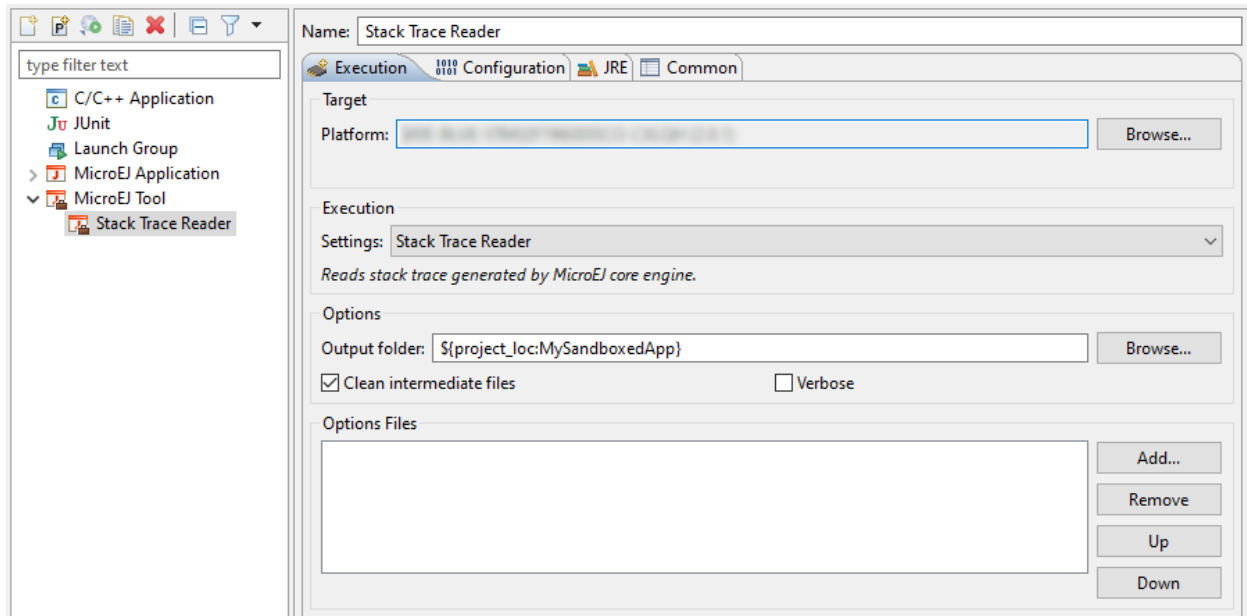 Name: Stack Trace Reader
type filter text
C/C++ Application
JUnit
Launch Group
MicroEJ Application
MicroEJ Tool
Stack Trace Reader
Execution Configuration JRE Common
Target
Platform: Browse...
Execution
Settings: Stack Trace Reader
Reads stack trace generated by MicroEJ core engine.
Options
Output folder: ${project_loc:MySandboxedApp} Browse...
Clean intermediate files Verbose
Options Files
Add...
Remove
Up
Down